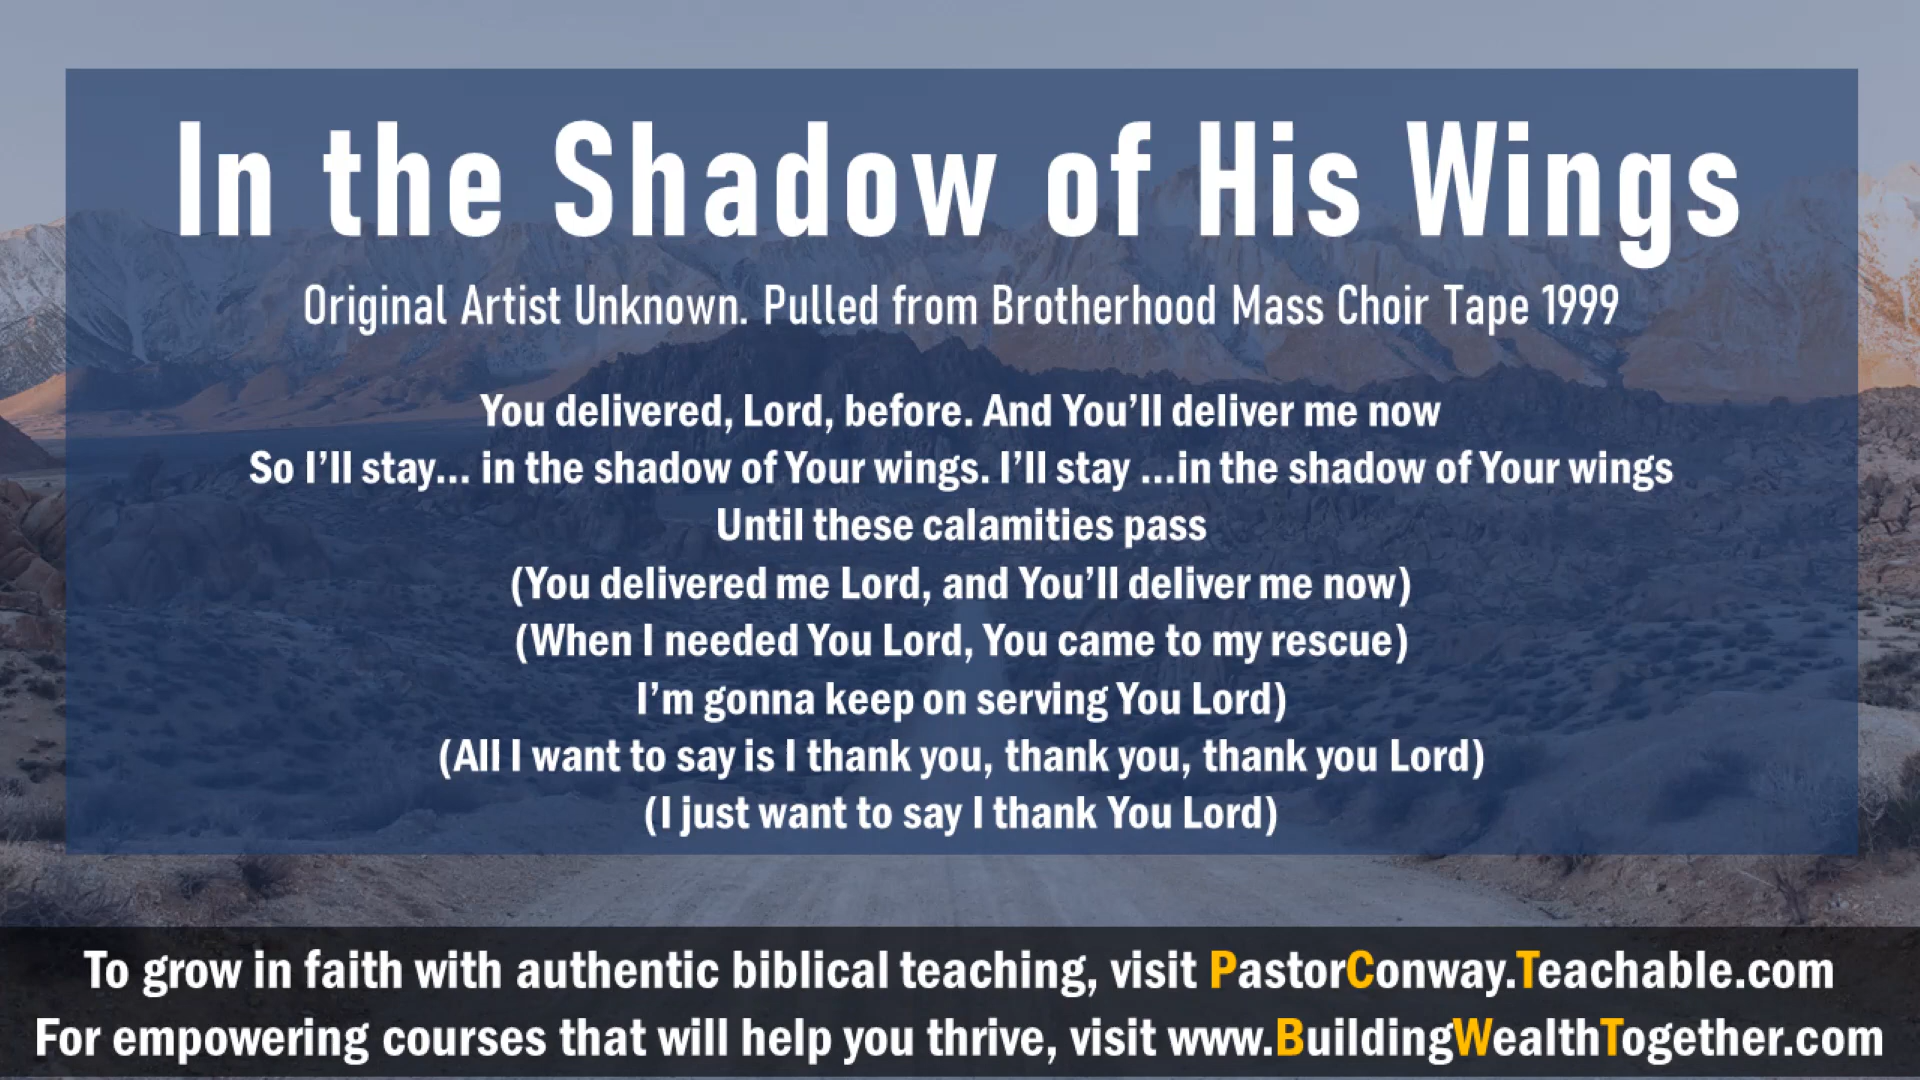 In the Shadow of His Wings
Original Artist Unknown. Pulled from Brotherhood Mass Choir Tape 1999
You delivered, Lord, before. And You’ll deliver me now
So I’ll stay... in the shadow of Your wings. I’ll stay ...in the shadow of Your wings
Until these calamities pass
(You delivered me Lord, and You’ll deliver me now)
(When I needed You Lord, You came to my rescue)
I’m gonna keep on serving You Lord)
(All I want to say is I thank you, thank you, thank you Lord)
(I just want to say I thank You Lord)
To grow in faith with authentic biblical teaching, visit PastorConway.Teachable.com
For empowering courses that will help you thrive, visit www.BuildingWealthTogether.com